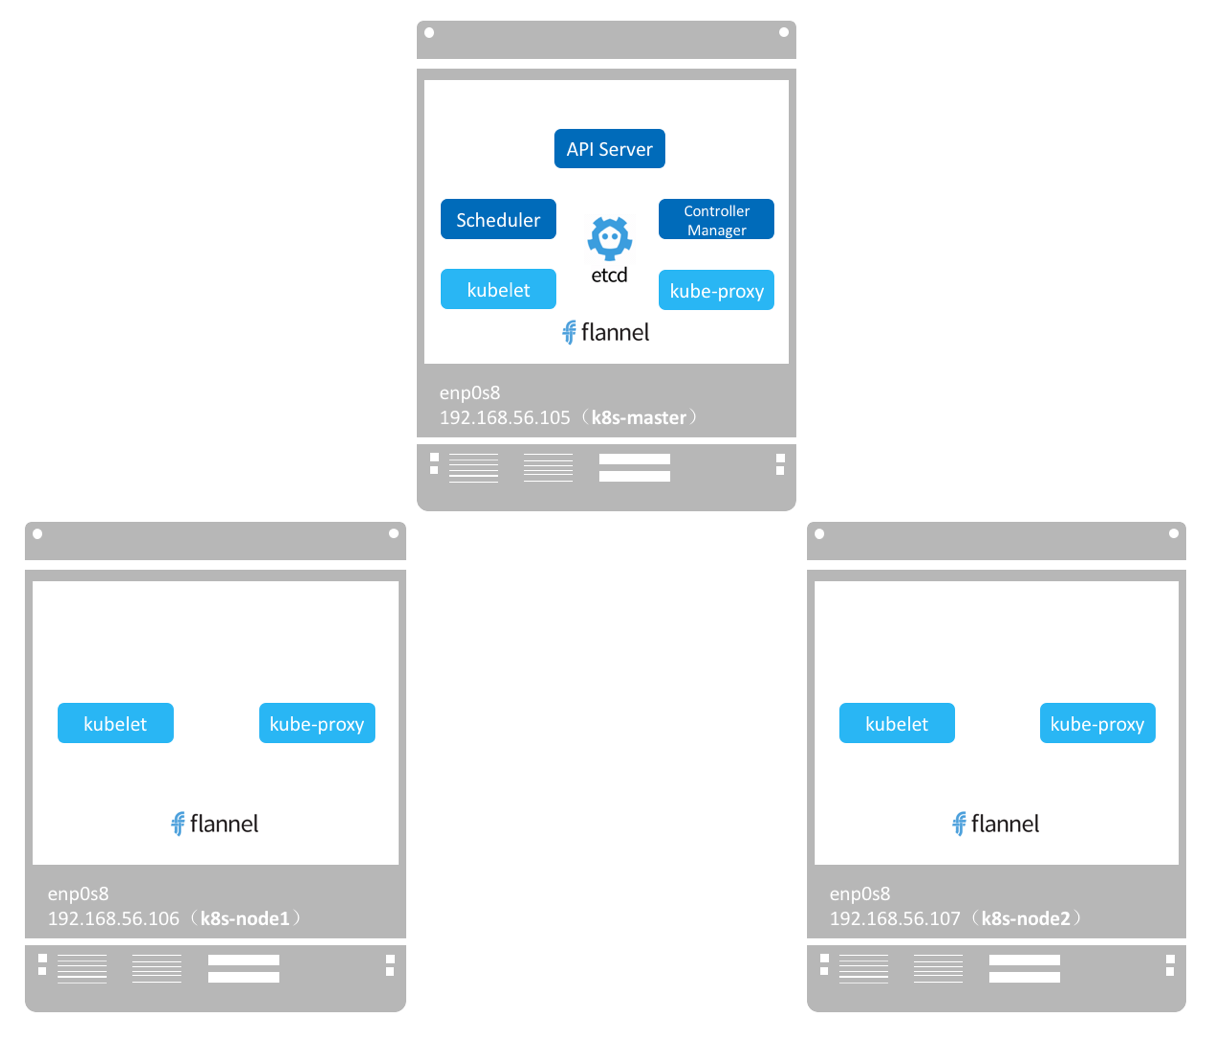 API Server
Scheduler
Controller
Manager
etcd
kubelet
kube-proxy
flannel
enp0s8
192.168.56.105（k8s-master）
kubelet
kube-proxy
flannel
enp0s8
192.168.56.106（k8s-node1）
kubelet
kube-proxy
flannel
enp0s8
192.168.56.107（k8s-node2）